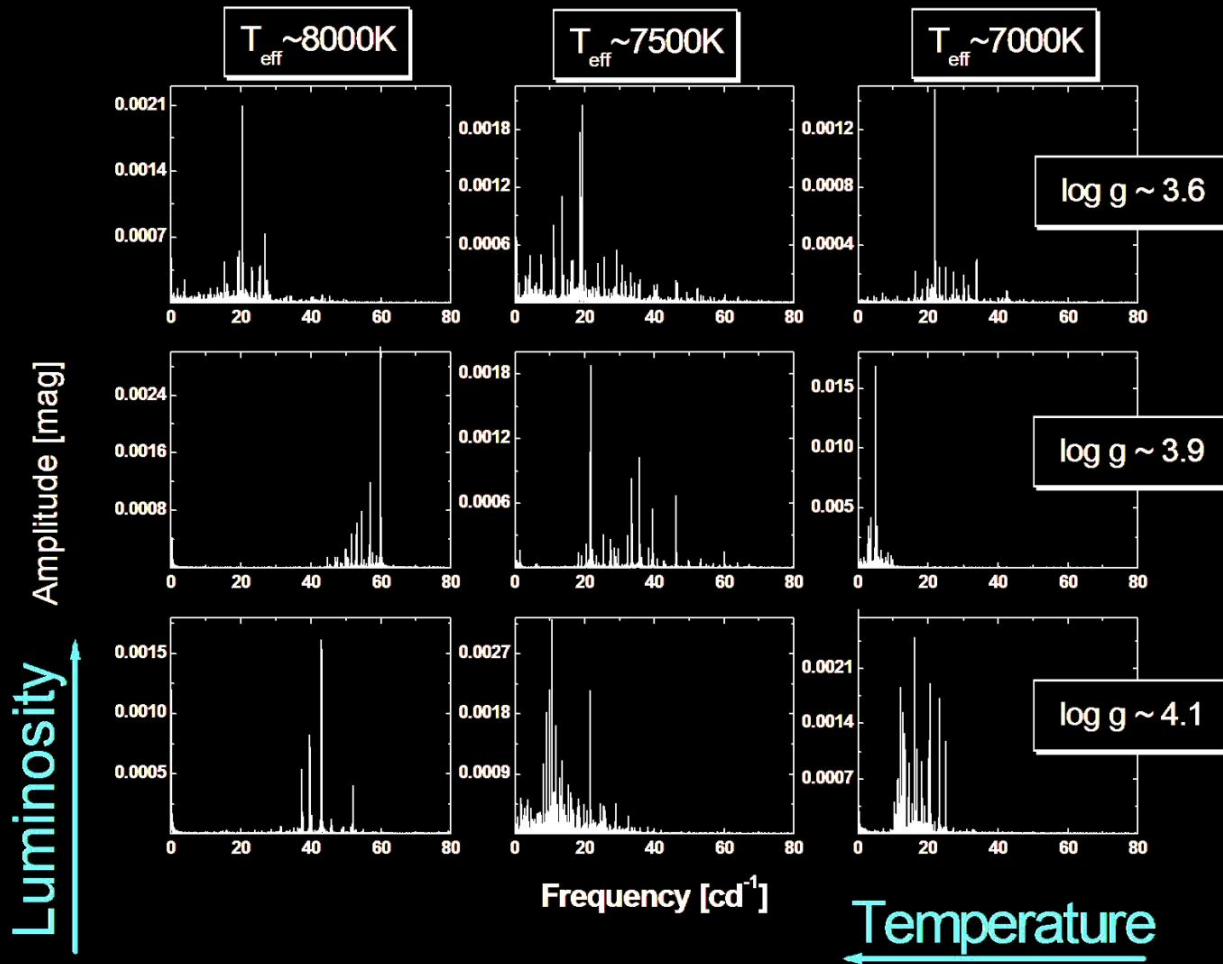 T_eff~8000K
T_eff~7500K
T_eff~7000K
0.0021
0.0014
0.0007
0 20 40 60 80
0.0018
0.0012
0.0006
0 20 40 60 80
0.0012
0.0008
0.0004
0 20 40 60 80
log g ~ 3.6
Amplitude [mag]
0.0024
0.0016
0.0008
0 20 40 60 80
0.0018
0.0012
0.0006
0 20 40 60 80
0.015
0.010
0.005
0 20 40 60 80
log g ~ 3.9
Luminosity
0.0015
0.0010
0.0005
0 20 40 60 80
0.0027
0.0018
0.0009
0 20 40 60 80
0.0021
0.0014
0.0007
0 20 40 60 80
log g ~ 4.1
Frequency [cd⁻¹]
Temperature